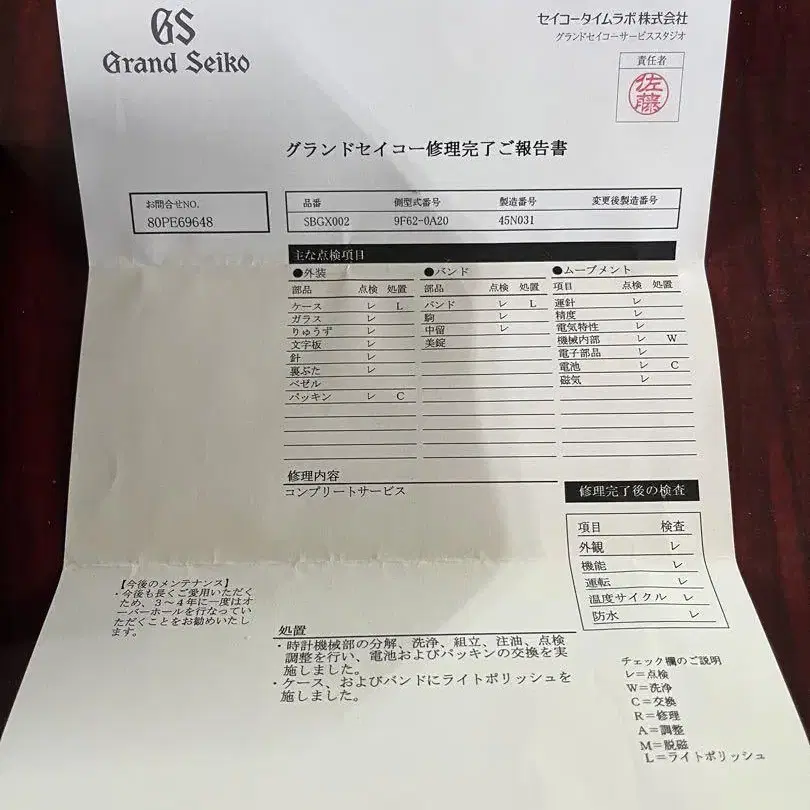 GS
Grand Seiko
セイコータイムラボ株式会社
グランドセイコーサービススタジオ
責任者
佐藤
グランドセイコー修理完了ご報告書
お問合せNO.
80PE69648
品番 側型式番号 製造番号 変更後製造番号
SBGX002 9F62-0A20 45N031
主な点検項目
●外装 ●バンド ●ムーブメント
部品 点検 処置 部品 点検 処置 項目 点検 処置
ケース レ L バンド レ L 運針 レ
ガラス レ 駒 レ 精度 レ
りゅうず レ 中留 レ 電気特性 レ
文字板 レ 美錠 機械内部 レ W
針 レ 電子部品 レ
裏ぶた レ 電池 レ C
ベゼル 磁気 レ
パッキン レ C
修理内容
コンプリートサービス
修理完了後の検査
項目 検査
外観 レ
機能 レ
運転 レ
温度サイクル レ
防水 レ
【今後のメンテナンス】
・今後も長くご愛用いただく
ため、3～4年に一度はオ
ーバーホールを行なってい
ただくことをお勧めいたし
ます。
処置
・時計機械部の分解、洗浄、組立、注油、点検
調整を行い、電池およびパッキンの交換を実
施しました。
・ケース、およびバンドにライトポリッシュを
施しました。
チェック欄のご説明
レ=点検
W=洗浄
C=交換
R=修理
A=調整
M=脱磁
L=ライトポリッシュ